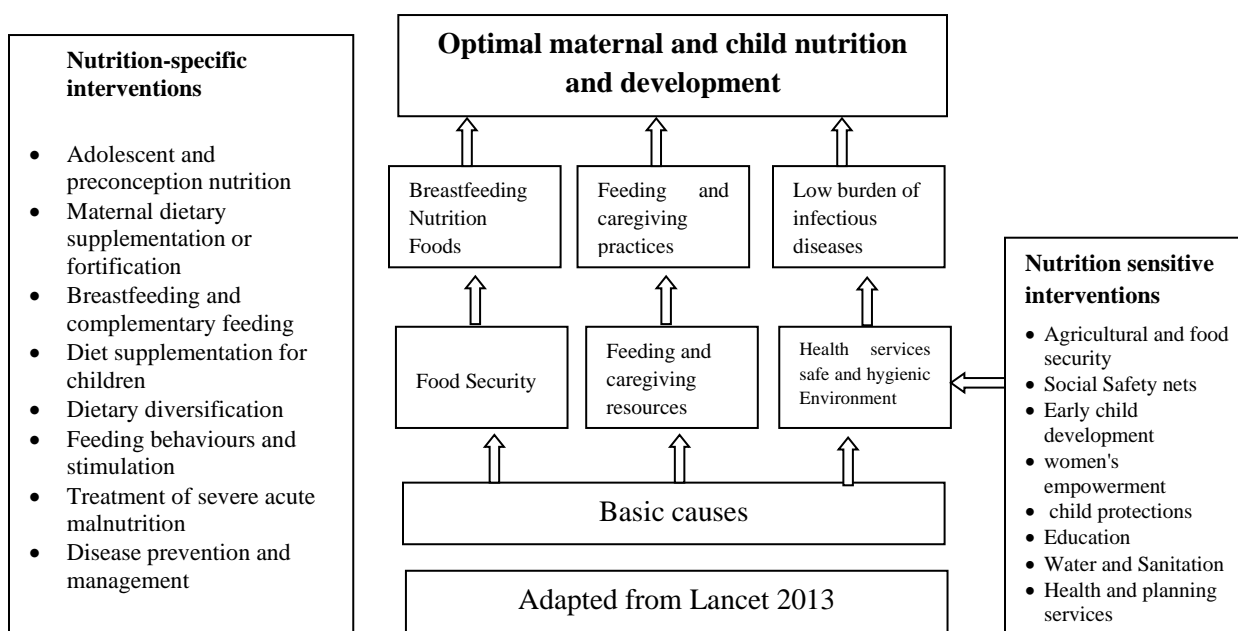 Nutrition-specific
interventions
• Adolescent and
preconception nutrition
• Maternal dietary
supplementation or
fortification
• Breastfeeding and
complementary feeding
• Diet supplementation for
children
• Dietary diversification
• Feeding behaviours and
stimulation
• Treatment of severe acute
malnutrition
• Disease prevention and
management
Optimal maternal and child nutrition
and development
Breastfeeding
Nutrition
Foods
Feeding and
caregiving
practices
Low burden of
infectious
diseases
Food Security
Feeding and
caregiving
resources
Health services
safe and hygienic
Environment
Basic causes
Adapted from Lancet 2013
Nutrition sensitive
interventions
• Agricultural and food
security
• Social Safety nets
• Early child
development
• women's
empowerment
• child protections
• Education
• Water and Sanitation
• Health and planning
services